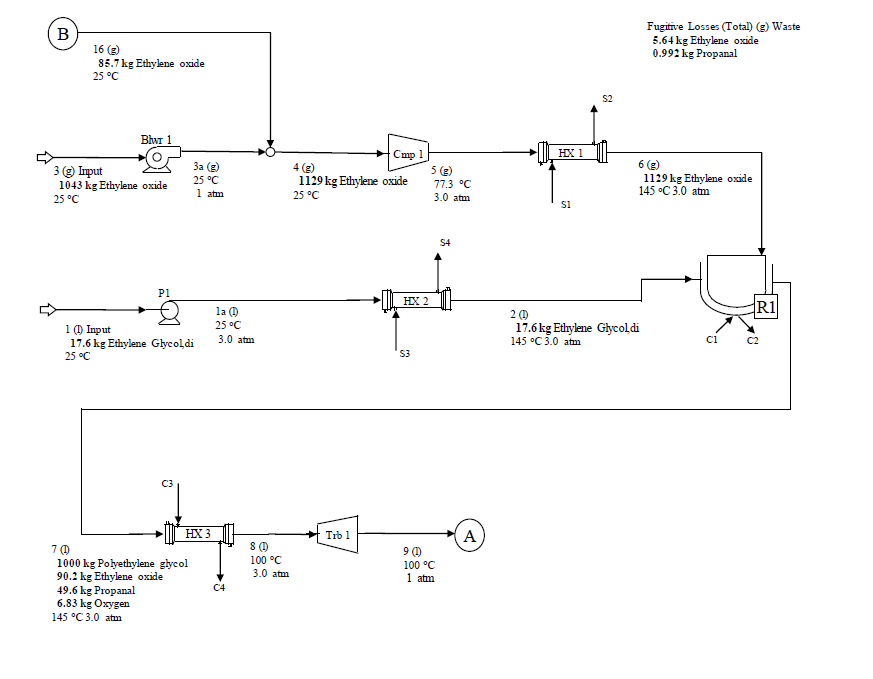 B
Fugitive Losses (Total) (g) Waste
5.64 kg Ethylene oxide
0.992 kg Propanal
16 (g)
85.7 kg Ethylene oxide
25 °C
S2
Blwr 1
Cmp 1
HX 1
3 (g) Input
1043 kg Ethylene oxide
25 °C
3a (g)
25 °C
1 atm
4 (g)
1129 kg Ethylene oxide
25 °C
5 (g)
77.3 °C
3.0 atm
6 (g)
1129 kg Ethylene oxide
145 °C 3.0 atm
S1
S4
P1
HX 2
R1
1 (l) Input
17.6 kg Ethylene Glycol,di
25 °C
1a (l)
25 °C
3.0 atm
2 (l)
17.6 kg Ethylene Glycol,di
145 °C 3.0 atm
S3
C1
C2
C3
HX 3
Trb 1
A
7 (l)
1000 kg Polyethylene glycol
90.2 kg Ethylene oxide
49.6 kg Propanal
6.83 kg Oxygen
145 °C 3.0 atm
C4
8 (l)
100 °C
3.0 atm
9 (l)
100 °C
1 atm